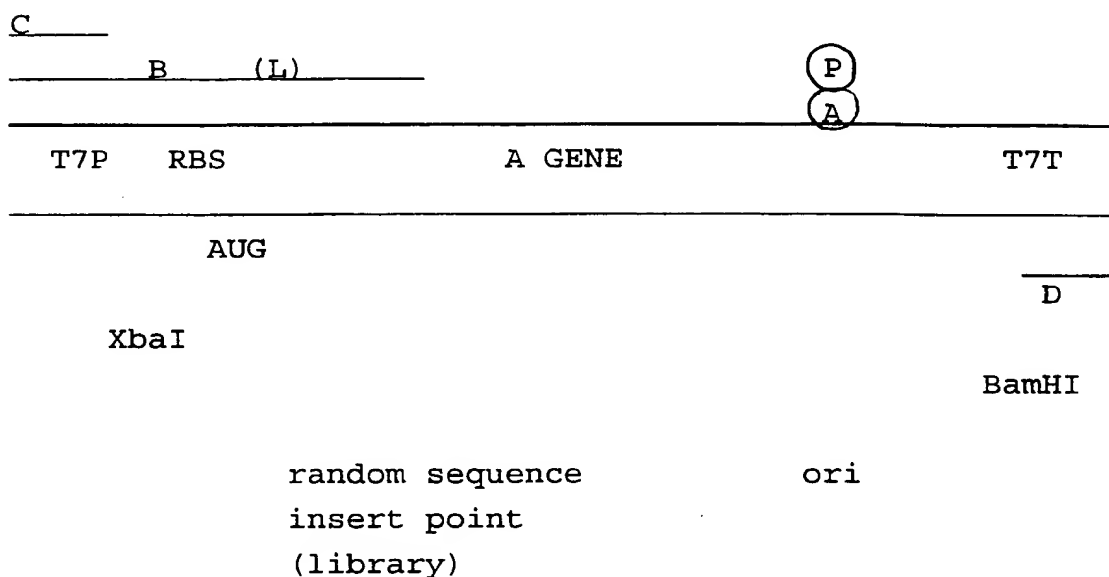 C
B (L) P
A
T7P RBS A GENE T7T
AUG
D
XbaI
BamHI
random sequence ori
insert point
(library)